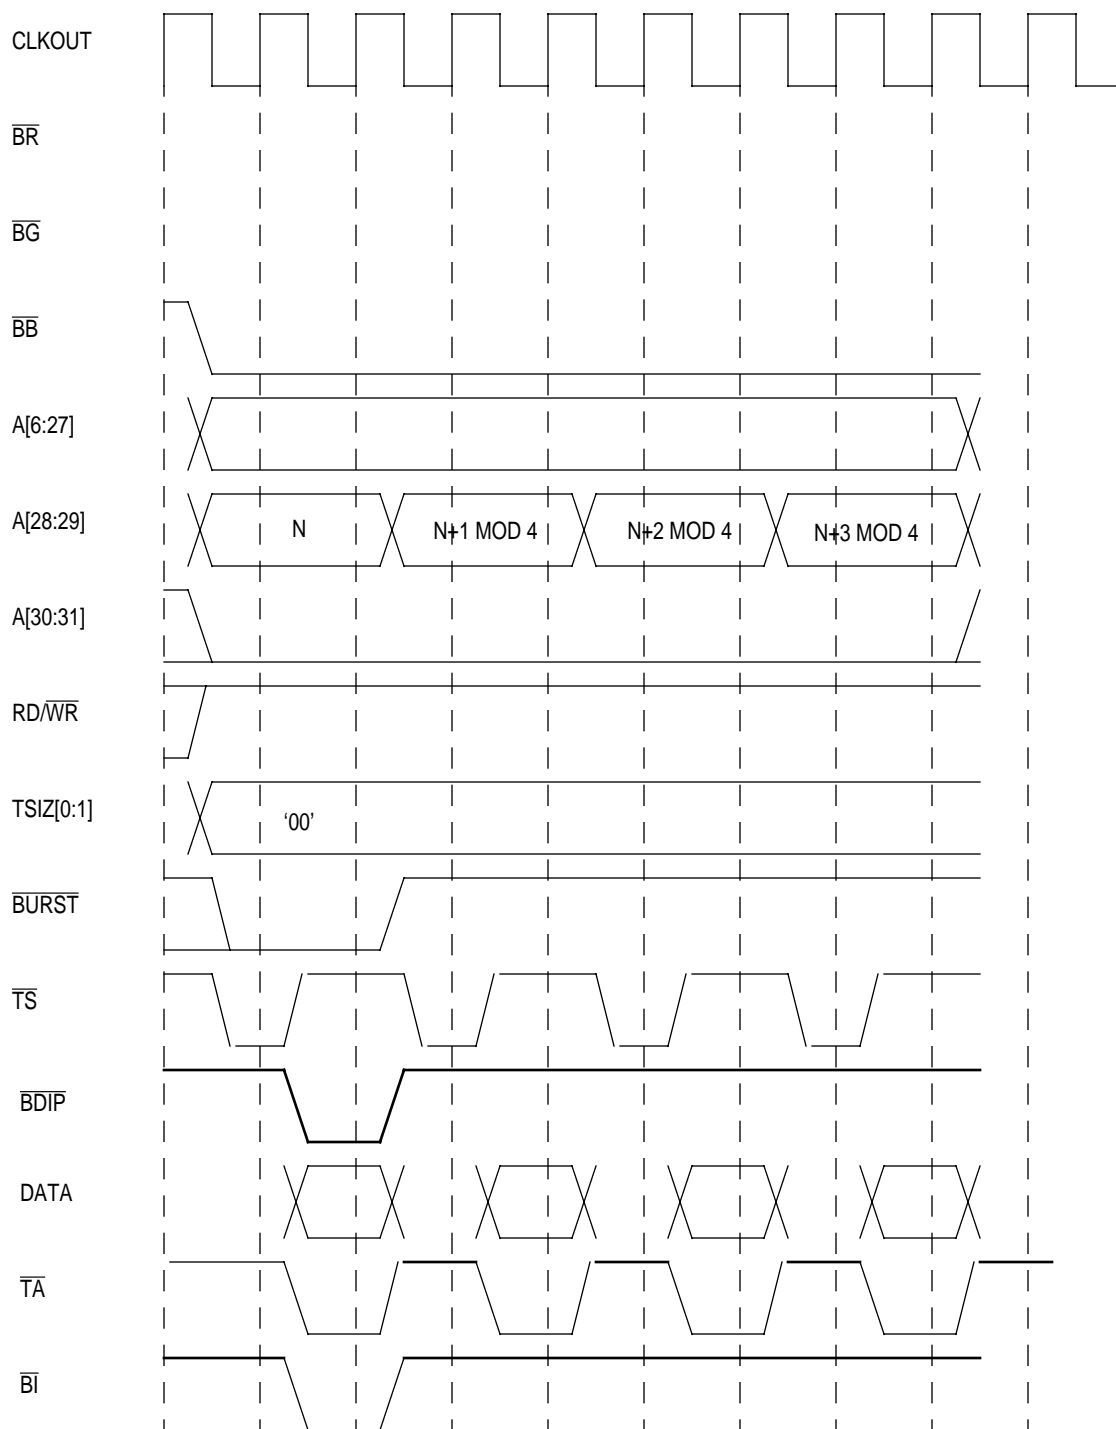 CLKOUT
BR
BG
BB
A[6:27]
A[28:29]
N
N+1 MOD 4
N+2 MOD 4
N+3 MOD 4
A[30:31]
RD/WR
TSIZ[0:1]
‘00’
BURST
TS
BDIP
DATA
TA
BI